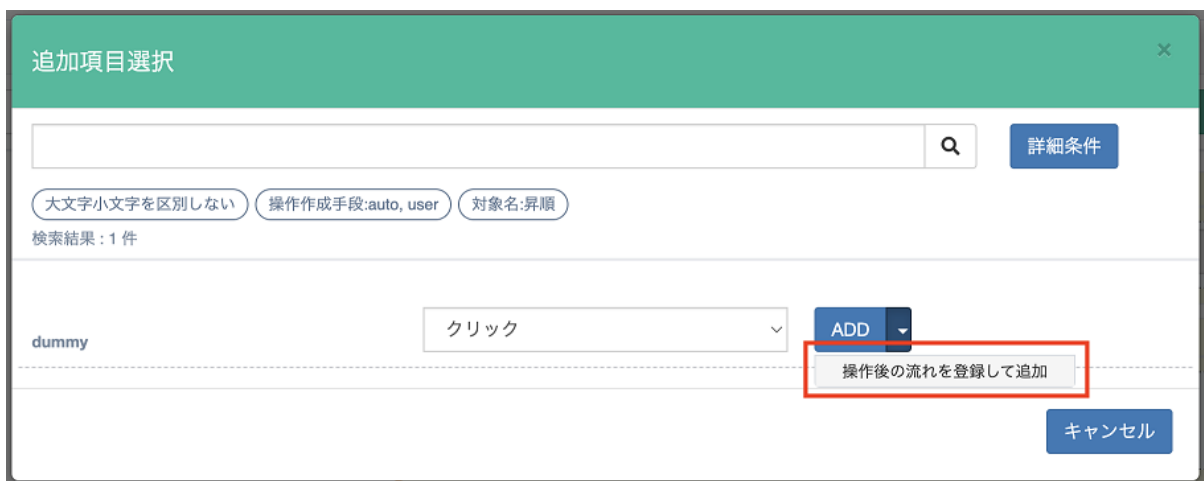 追加項目選択
×
詳細条件
大文字小文字を区別しない 操作作成手段:auto, user 対象名:昇順
検索結果 : 1 件
dummy クリック ADD
操作後の流れを登録して追加
キャンセル